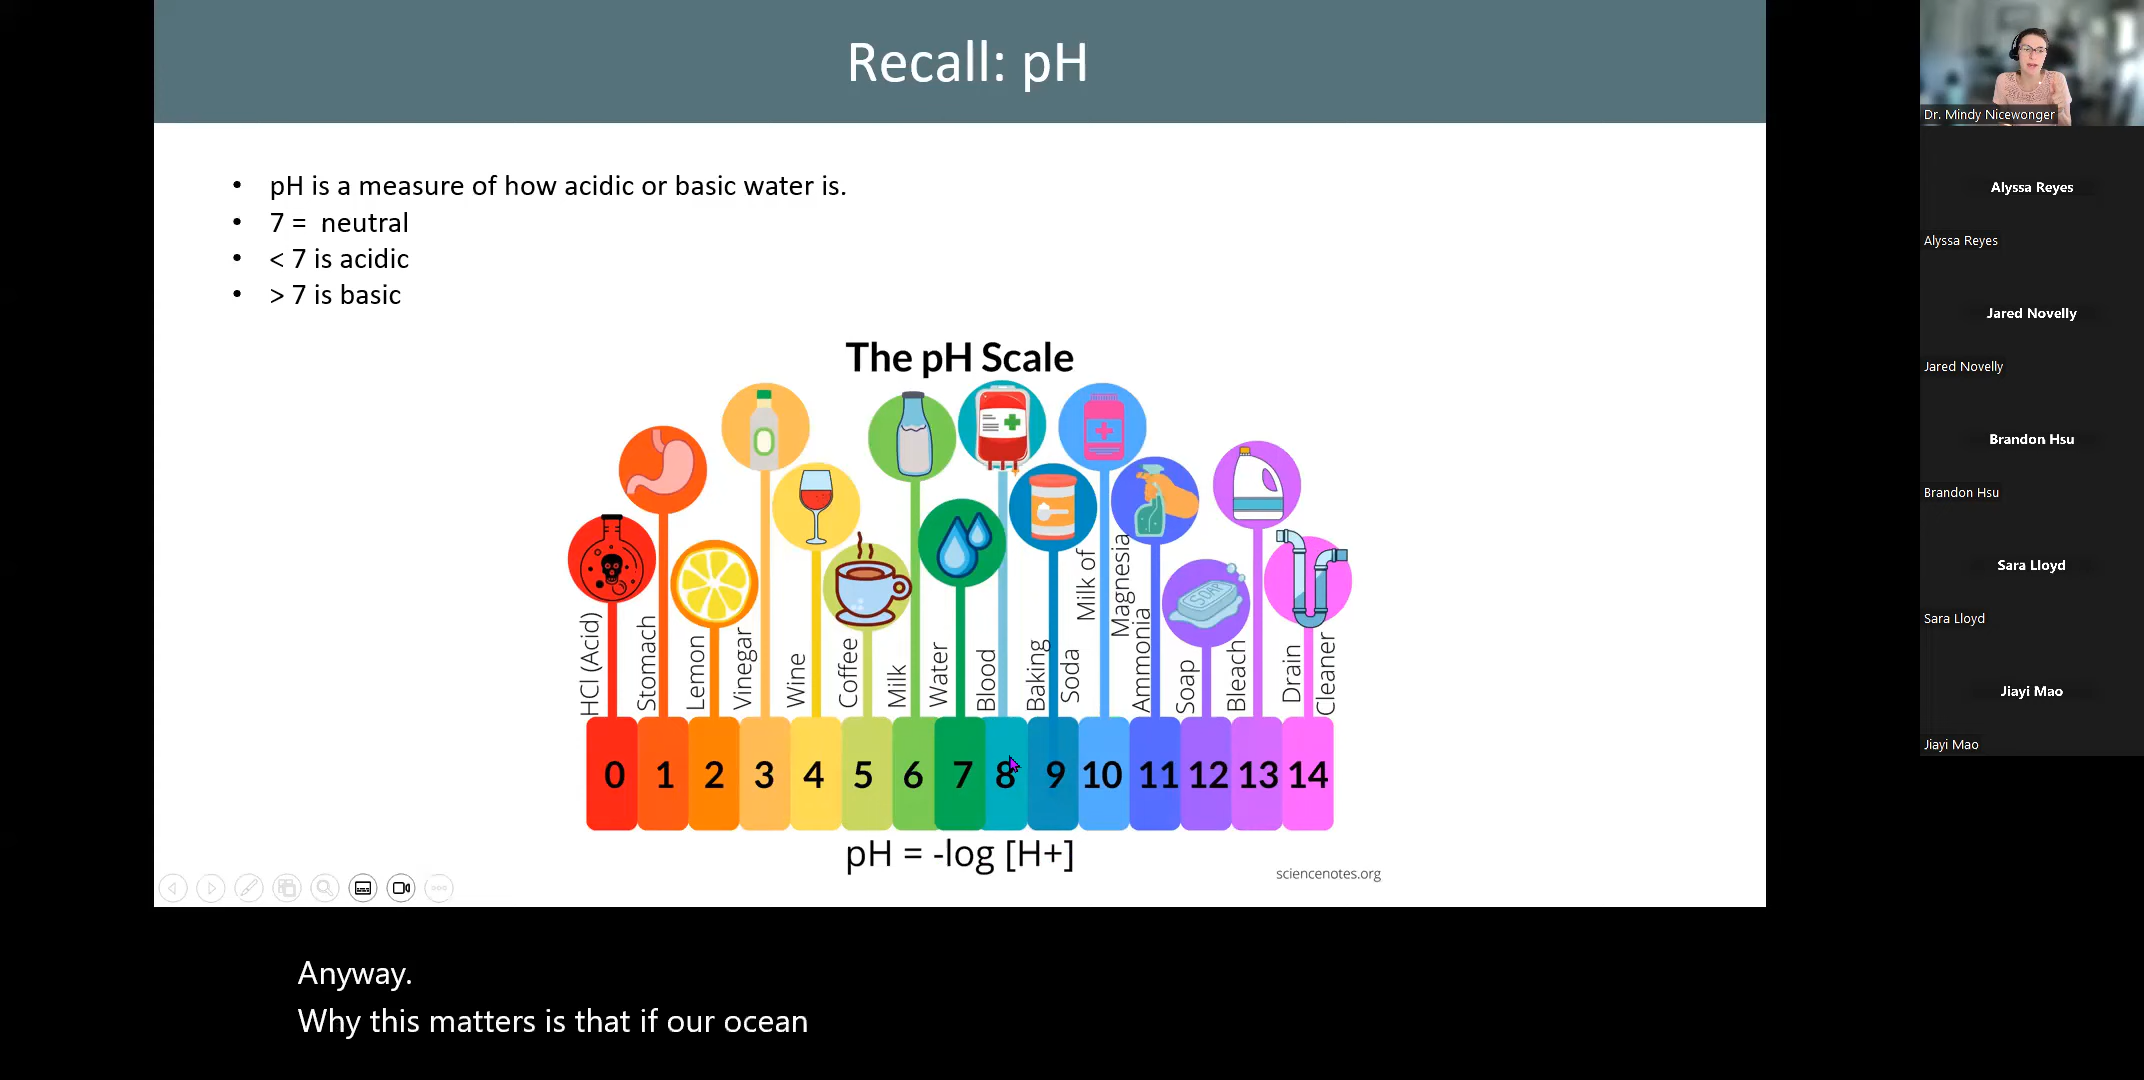 Recall: pH
• pH is a measure of how acidic or basic water is.
• 7 = neutral
• < 7 is acidic
• > 7 is basic
The pH Scale
HCl (Acid)
Stomach
Lemon
Vinegar
Wine
Coffee
Milk
Water
Blood
Baking
Soda
Milk of
Magnesia
Ammonia
Soap
SOAP
Bleach
Drain
Cleaner
0 1 2 3 4 5 6 7 8 9 10 11 12 13 14
pH = -log [H+]
sciencenotes.org
Anyway.
Why this matters is that if our ocean
Dr. Mindy Nicewonger
Alyssa Reyes
Alyssa Reyes
Jared Novelly
Jared Novelly
Brandon Hsu
Brandon Hsu
Sara Lloyd
Sara Lloyd
Jiayi Mao
Jiayi Mao